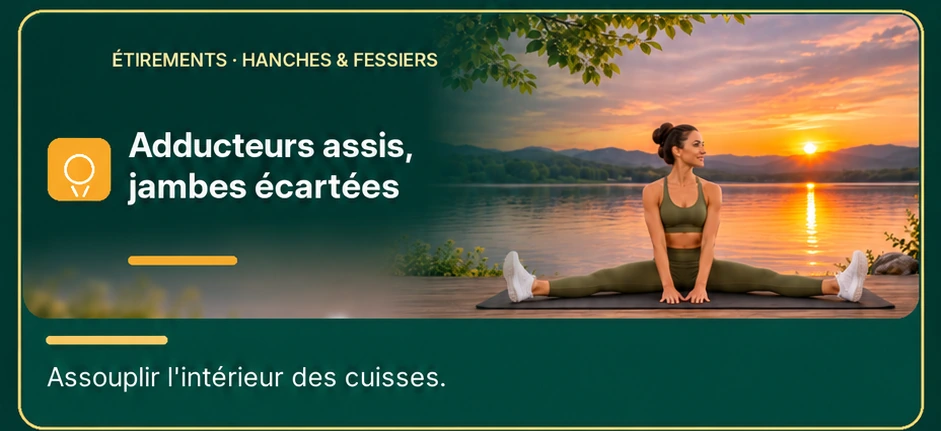 ÉTIREMENTS · HANCHES & FESSIERS
Adducteurs assis,
jambes écartées
Assouplir l'intérieur des cuisses.